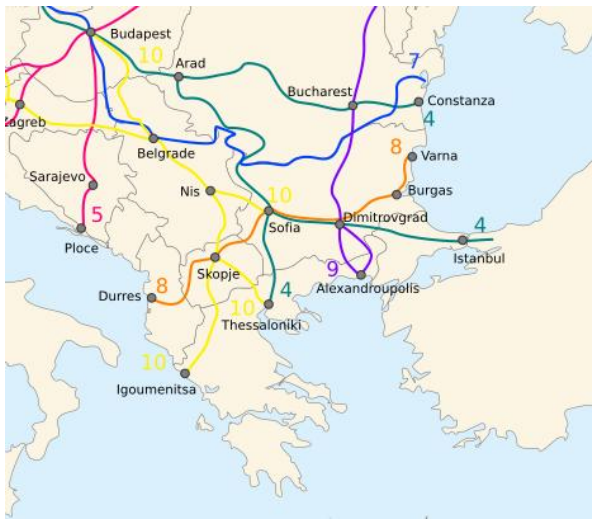 Budapest
10
Arad
7
Bucharest
Constanza
4
Zagreb
Belgrade
8
Varna
Sarajevo
Nis
10
Burgas
5
Sofia
Dimitrovgrad
4
Ploce
Istanbul
Skopje
9
Alexandroupolis
Durres
8
10
4
Thessaloniki
10
Igoumenitsa